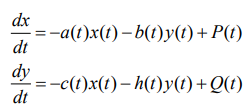 dx/dt = −a(t)x(t) − b(t)y(t) + P(t)
dy/dt = −c(t)x(t) − h(t)y(t) + Q(t)